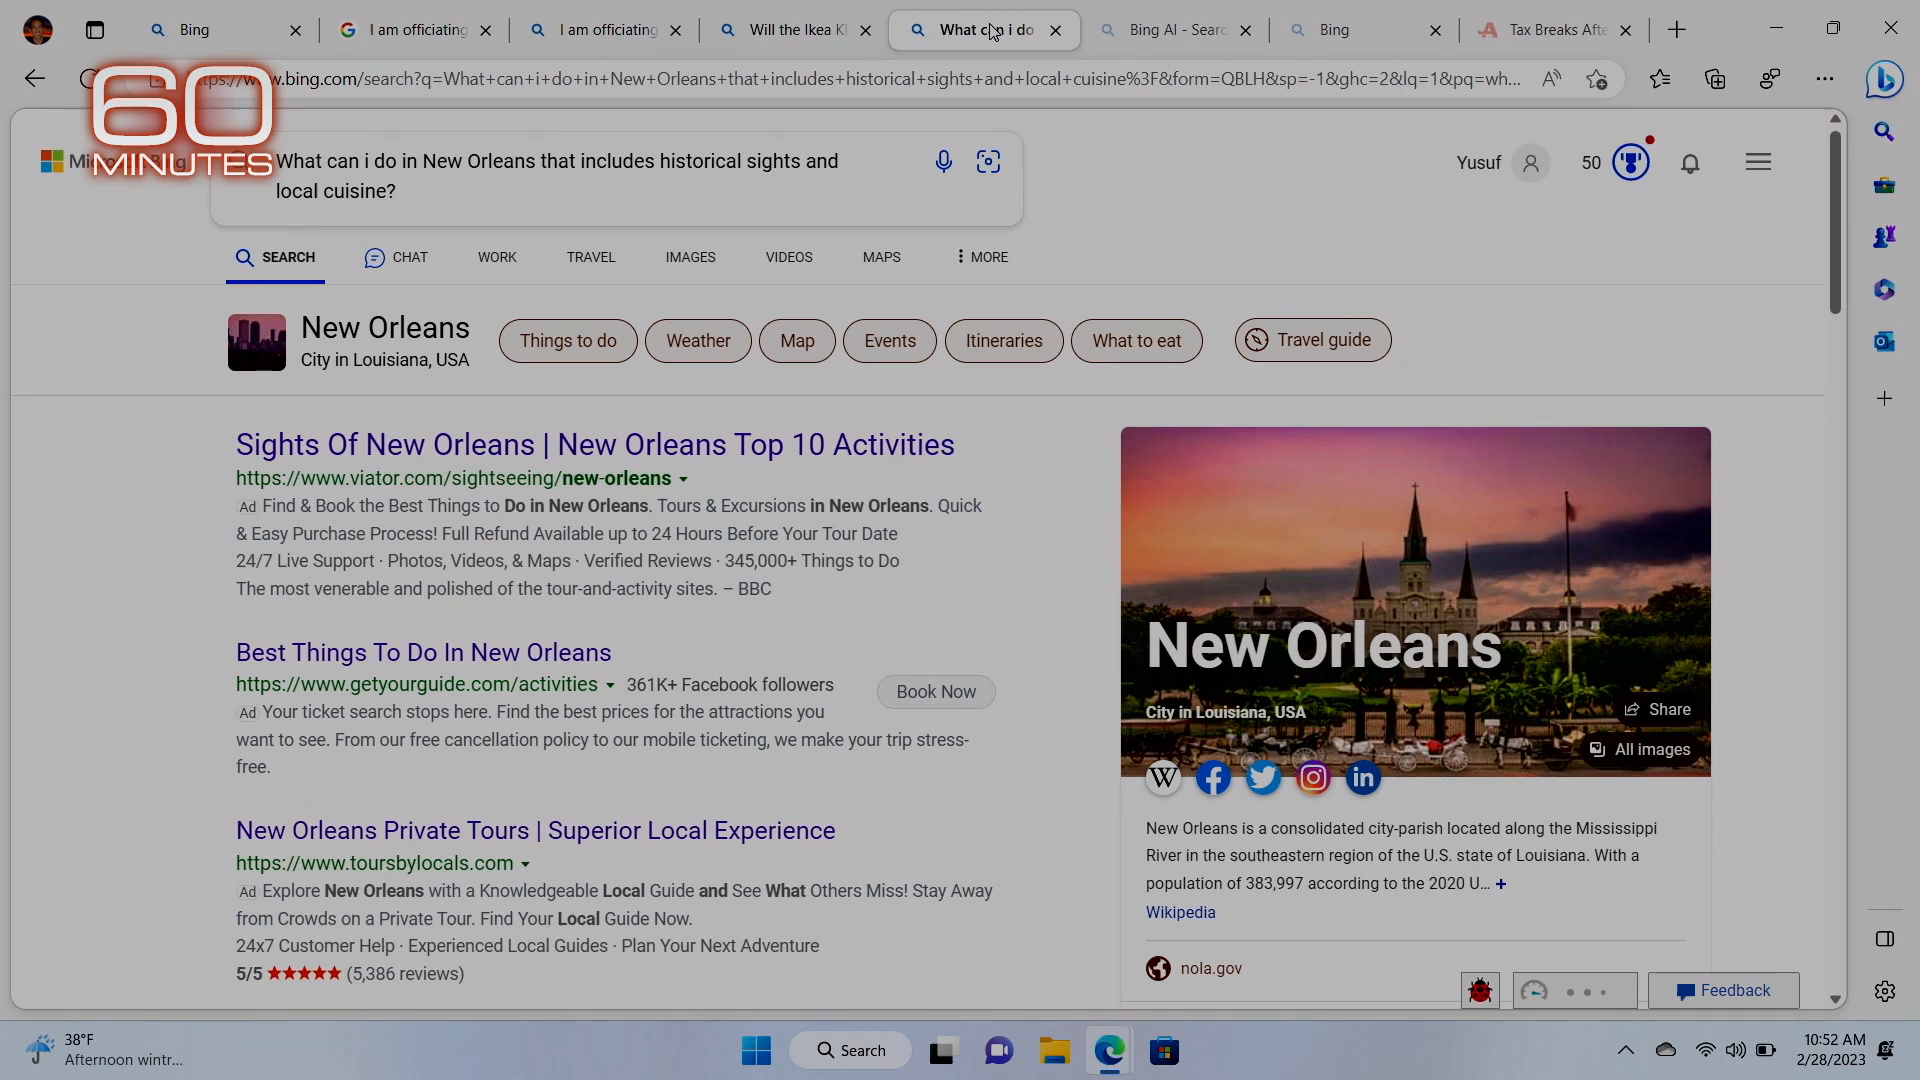 Bing
I am officiating
I am officiating
Will the Ikea Kl
What can i do
Bing AI - Searc
Bing
Tax Breaks Afte
https://www.bing.com/search?q=What+can+i+do+in+New+Orleans+that+includes+historical+sights+and+local+cuisine%3F&form=QBLH&sp=-1&ghc=2&lq=1&pq=wh...
60
MINUTES
What can i do in New Orleans that includes historical sights and
local cuisine?
Yusuf
50
SEARCH
CHAT
WORK
TRAVEL
IMAGES
VIDEOS
MAPS
MORE
New Orleans
City in Louisiana, USA
Things to do
Weather
Map
Events
Itineraries
What to eat
Travel guide
Sights Of New Orleans | New Orleans Top 10 Activities
https://www.viator.com/sightseeing/new-orleans
Ad Find & Book the Best Things to Do in New Orleans. Tours & Excursions in New Orleans. Quick
& Easy Purchase Process! Full Refund Available up to 24 Hours Before Your Tour Date
24/7 Live Support · Photos, Videos, & Maps · Verified Reviews · 345,000+ Things to Do
The most venerable and polished of the tour-and-activity sites. – BBC
Best Things To Do In New Orleans
https://www.getyourguide.com/activities
361K+ Facebook followers
Book Now
Ad Your ticket search stops here. Find the best prices for the attractions you
want to see. From our free cancellation policy to our mobile ticketing, we make your trip stress-
free.
New Orleans Private Tours | Superior Local Experience
https://www.toursbylocals.com
Ad Explore New Orleans with a Knowledgeable Local Guide and See What Others Miss! Stay Away
from Crowds on a Private Tour. Find Your Local Guide Now.
24x7 Customer Help · Experienced Local Guides · Plan Your Next Adventure
5/5 ★★★★★ (5,386 reviews)
New Orleans
City in Louisiana, USA
Share
All images
W
in
New Orleans is a consolidated city-parish located along the Mississippi
River in the southeastern region of the U.S. state of Louisiana. With a
population of 383,997 according to the 2020 U... +
Wikipedia
nola.gov
Feedback
38°F
Afternoon wintr...
Search
10:52 AM
2/28/2023